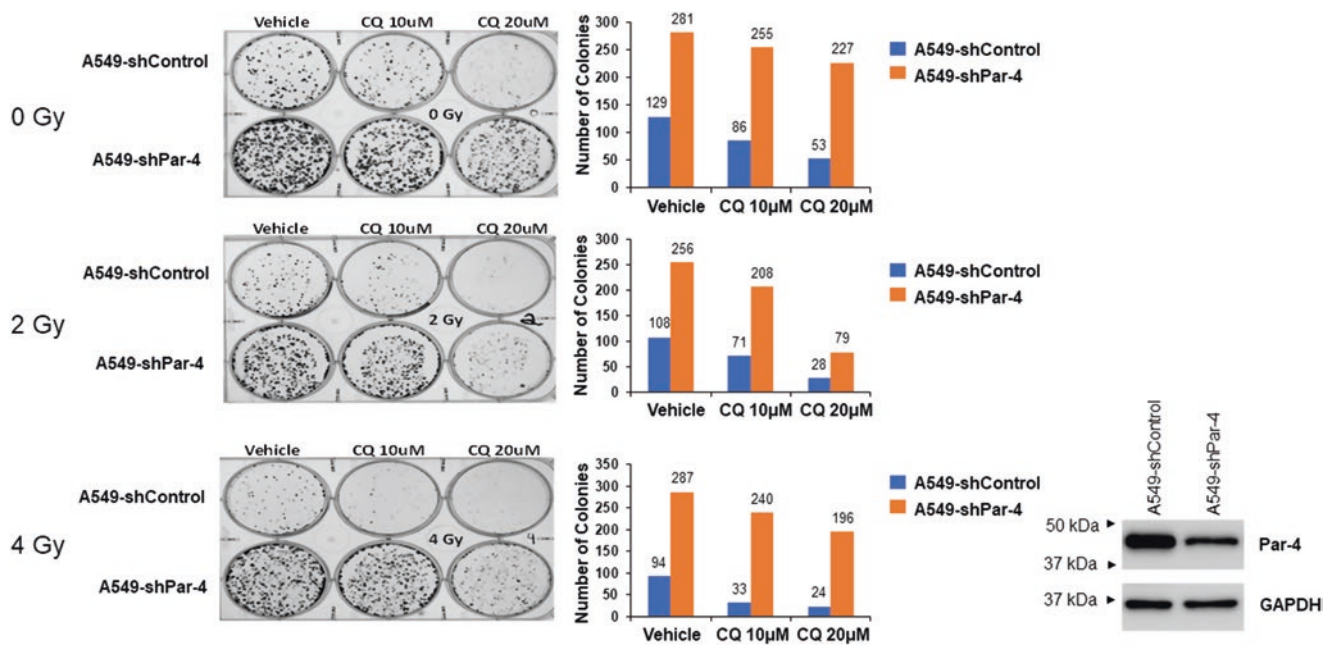 Vehicle CQ 10uM CQ 20uM
A549-shControl
0 Gy
0 Gy
A549-shPar-4
Number of Colonies
300
250
200
150
100
50
0
281
255
227
129
86
53
Vehicle CQ 10µM CQ 20µM
A549-shControl
A549-shPar-4
Vehicle CQ 10uM CQ 20uM
A549-shControl
2 Gy
2 Gy
2
A549-shPar-4
Number of Colonies
300
250
200
150
100
50
0
256
208
108
71
28
79
Vehicle CQ 10µM CQ 20µM
A549-shControl
A549-shPar-4
Vehicle CQ 10uM CQ 20uM
A549-shControl
4 Gy
4 Gy
4
A549-shPar-4
Number of Colonies
350
300
250
200
150
100
50
0
287
240
196
94
33
24
Vehicle CQ 10µM CQ 20µM
A549-shControl
A549-shPar-4
A549-shControl
A549-shPar-4
50 kDa
Par-4
37 kDa
37 kDa
GAPDH